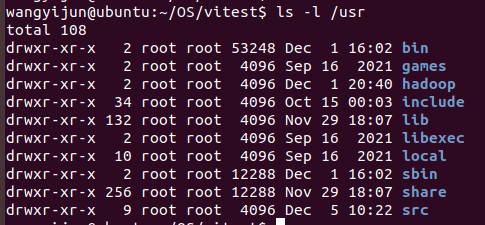 wangyijun@ubuntu:~/OS/vitest$ ls -l /usr
total 108
drwxr-xr-x   2 root root 53248 Dec  1 16:02 bin
drwxr-xr-x   2 root root  4096 Sep 16  2021 games
drwxr-xr-x   2 root root  4096 Dec  1 20:40 hadoop
drwxr-xr-x  34 root root  4096 Oct 15 00:03 include
drwxr-xr-x 132 root root  4096 Nov 29 18:07 lib
drwxr-xr-x   2 root root  4096 Sep 16  2021 libexec
drwxr-xr-x  10 root root  4096 Sep 16  2021 local
drwxr-xr-x   2 root root 12288 Dec  1 16:02 sbin
drwxr-xr-x 256 root root 12288 Nov 29 18:07 share
drwxr-xr-x   9 root root  4096 Dec  5 10:22 src
wangyijun@ubuntu:~/OS/vitest$